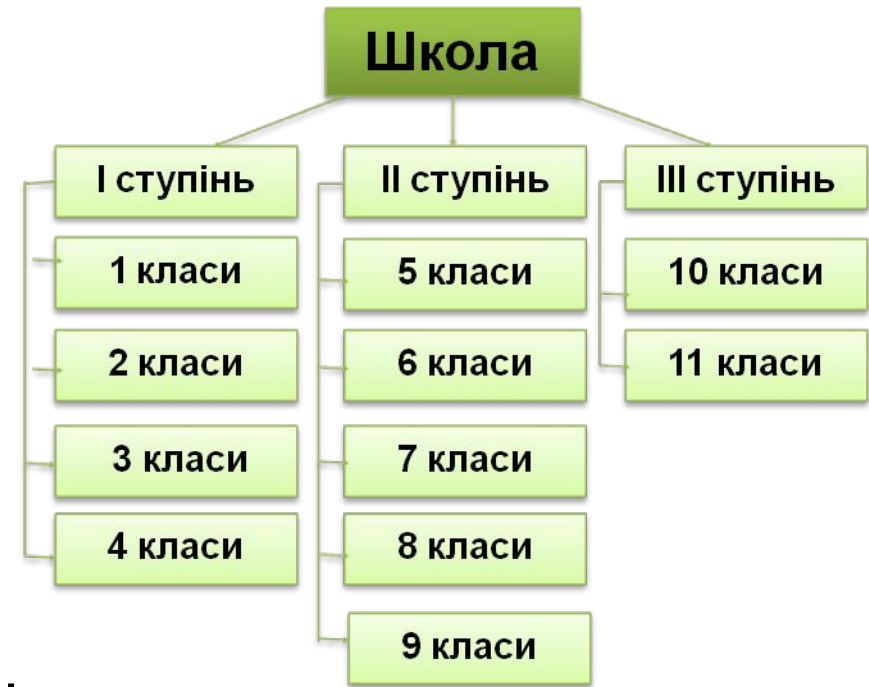 Школа
I ступінь
1 класи
2 класи
3 класи
4 класи
II ступінь
5 класи
6 класи
7 класи
8 класи
9 класи
III ступінь
10 класи
11 класи
.